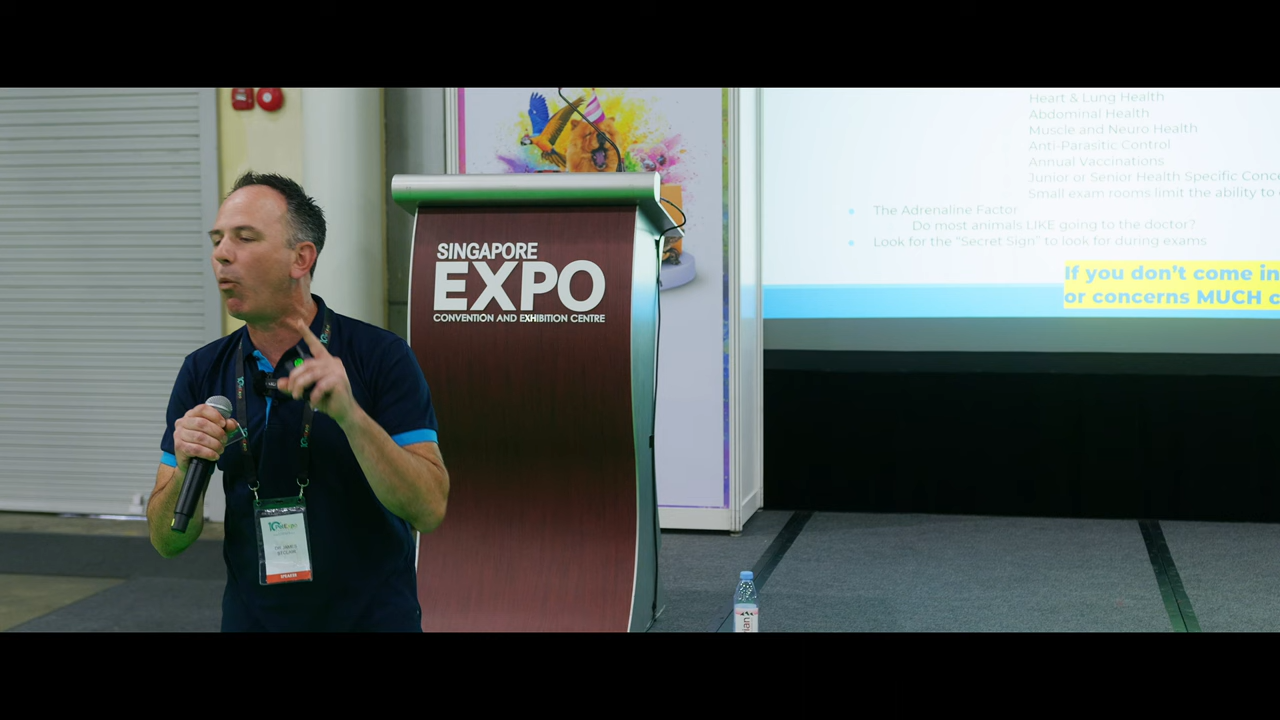 Heart & Lung Health
Abdominal Health
Muscle and Neuro Health
Anti-Parasitic Control
Annual Vaccinations
Junior or Senior Health Specific Conce
Small exam rooms limit the ability to
The Adrenaline Factor
Do most animals LIKE going to the doctor?
Look for the "Secret Sign" to look for during exams
If you don't come in
or concerns MUCH c
SINGAPORE
EXPO
CONVENTION AND EXHIBITION CENTRE
SPEAKER